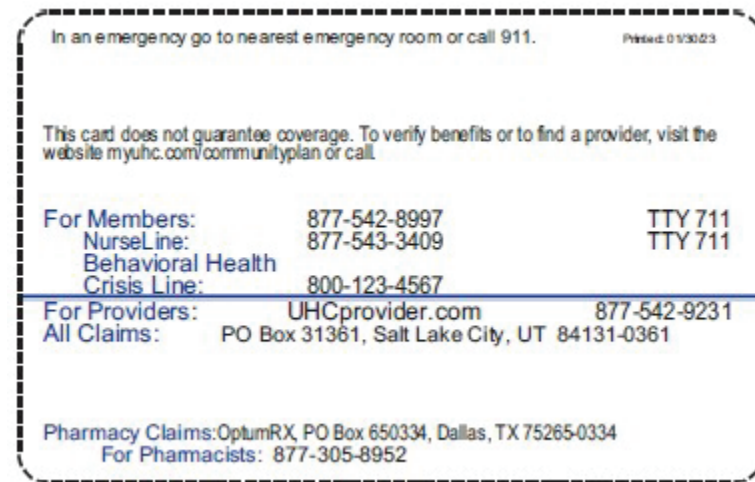 In an emergency go to nearest emergency room or call 911. Printed: 01/30/23
This card does not guarantee coverage. To verify benefits or to find a provider, visit the
website myuhc.com/communityplan or call.
For Members: 877-542-8997 TTY 711
NurseLine: 877-543-3409 TTY 711
Behavioral Health
Crisis Line: 800-123-4567
For Providers: UHCprovider.com 877-542-9231
All Claims: PO Box 31361, Salt Lake City, UT 84131-0361
Pharmacy Claims:OptumRX, PO Box 650334, Dallas, TX 75265-0334
For Pharmacists: 877-305-8952